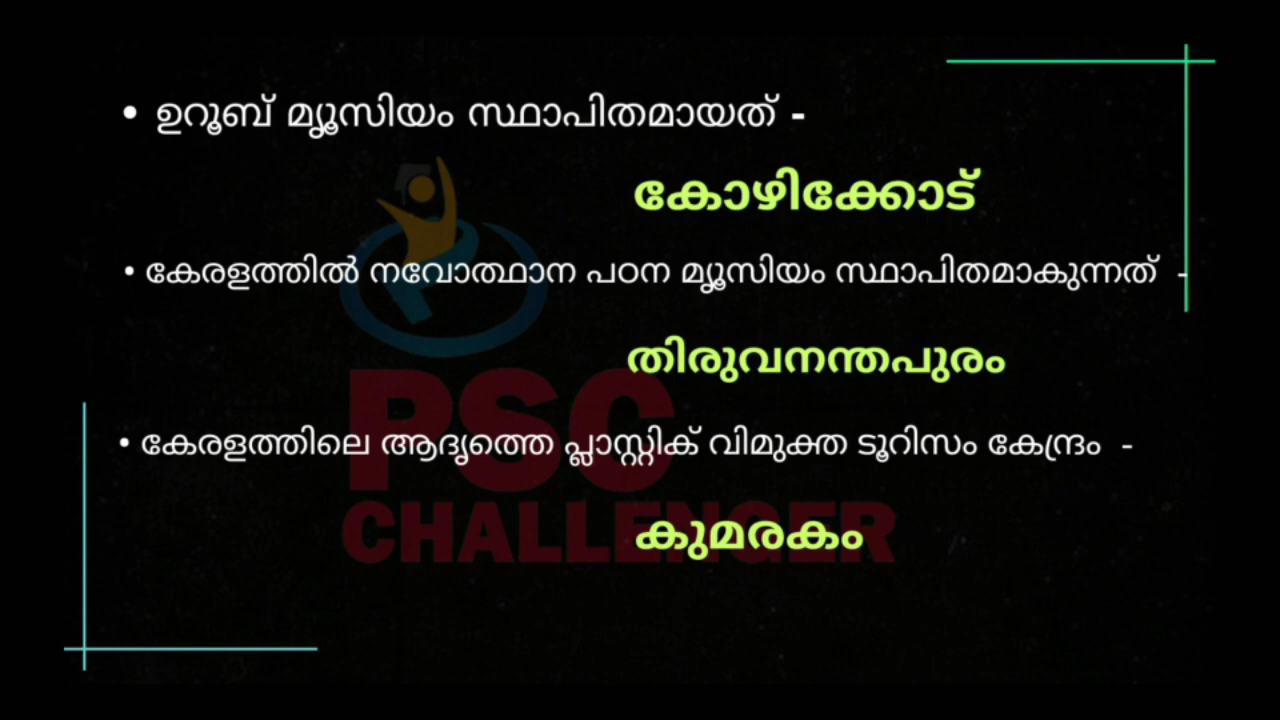 • ഉറൂബ് മ്യൂസിയം സ്ഥാപിതമായത് -
കോഴിക്കോട്
• കേരളത്തിൽ നവോത്ഥാന പഠന മ്യൂസിയം സ്ഥാപിതമാകുന്നത് -
തിരുവനന്തപുരം
• കേരളത്തിലെ ആദ്യത്തെ പ്ലാസ്റ്റിക് വിമുക്ത ടൂറിസം കേന്ദ്രം -
കുമരകം
PSC
CHALLENGER